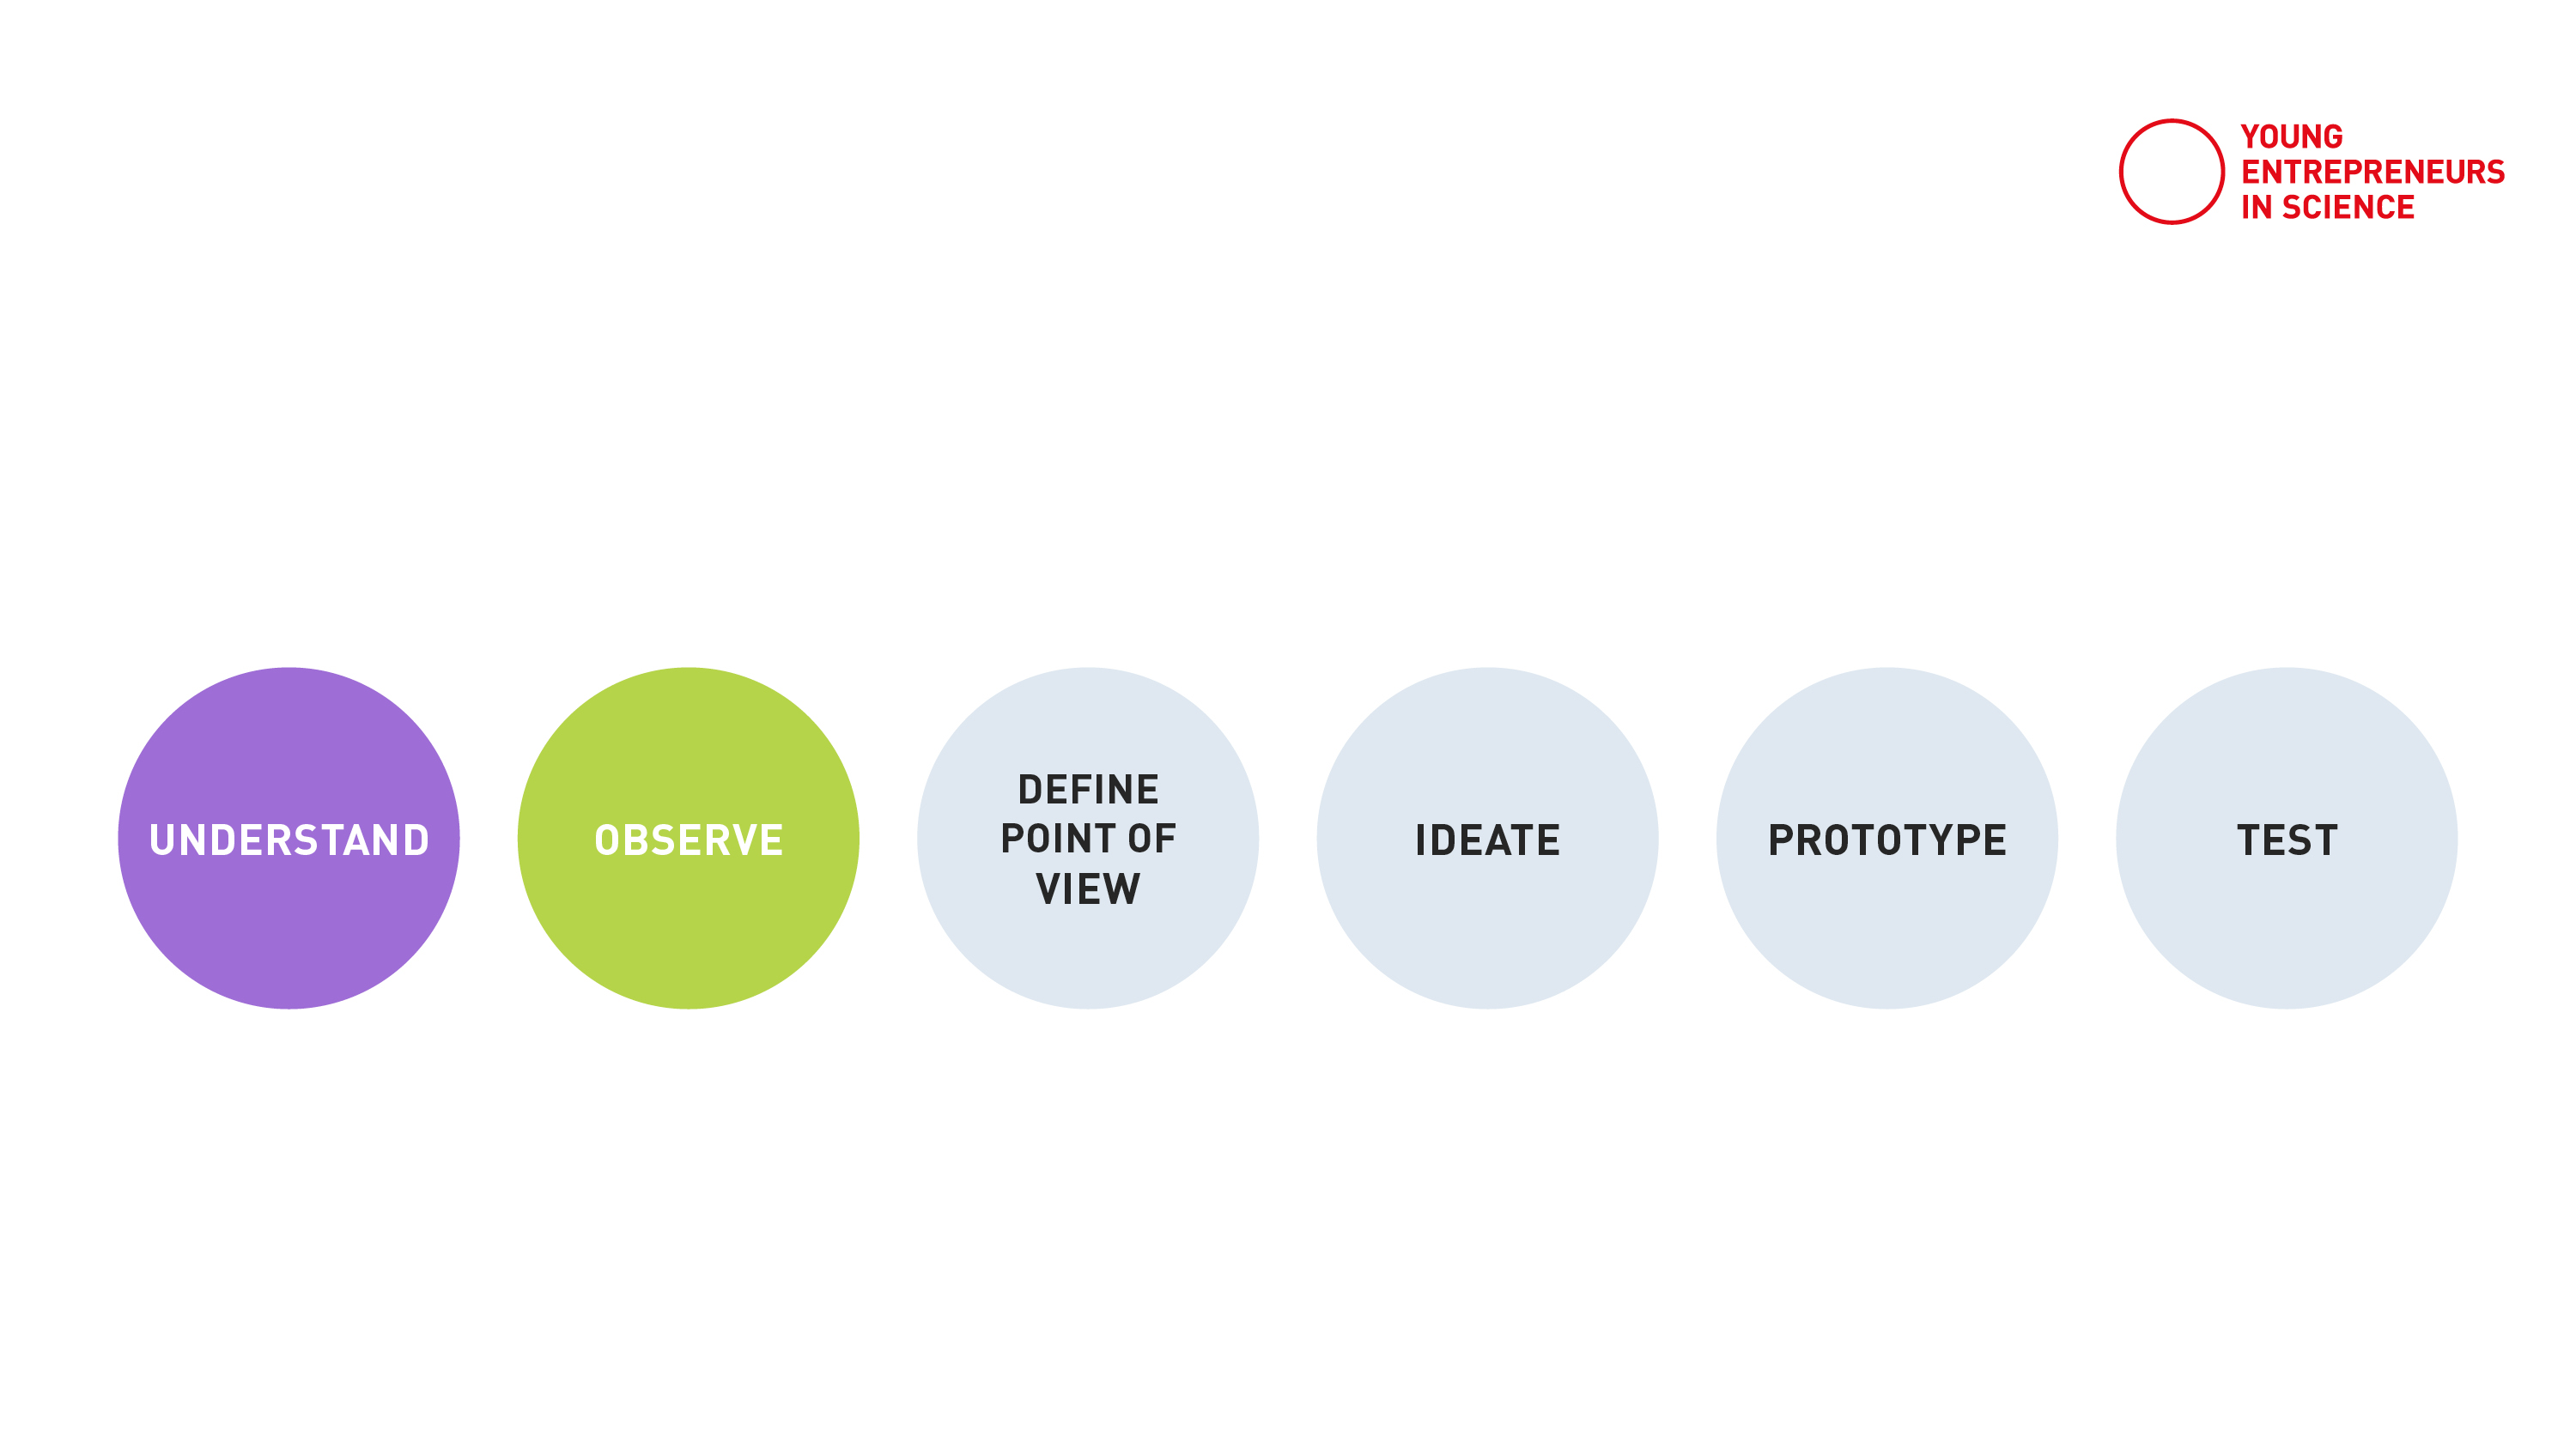 YOUNG
ENTREPRENEURS
IN SCIENCE
UNDERSTAND
OBSERVE
DEFINE
POINT OF
VIEW
IDEATE
PROTOTYPE
TEST